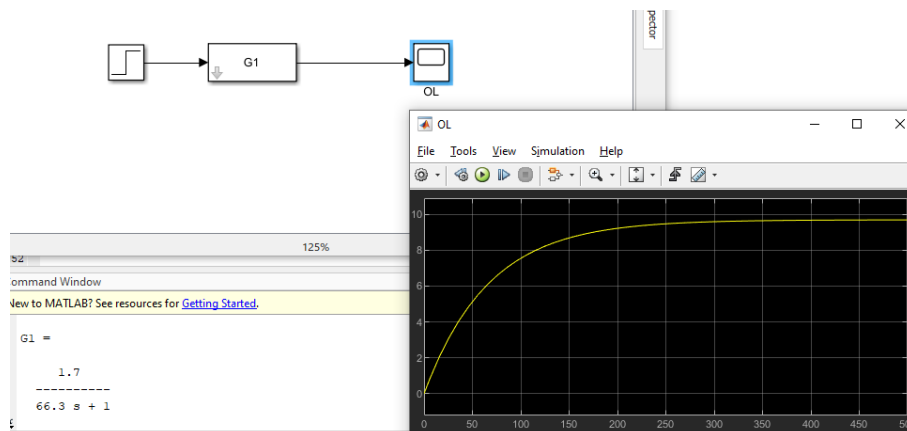 pector
G1
OL
OL
File Tools View Simulation Help
125%
52
ommand Window
New to MATLAB? See resources for Getting Started.
G1 =
1.7
----------
66.3 s + 1
10
8
6
4
2
0
0 50 100 150 200 250 300 350 400 450 50